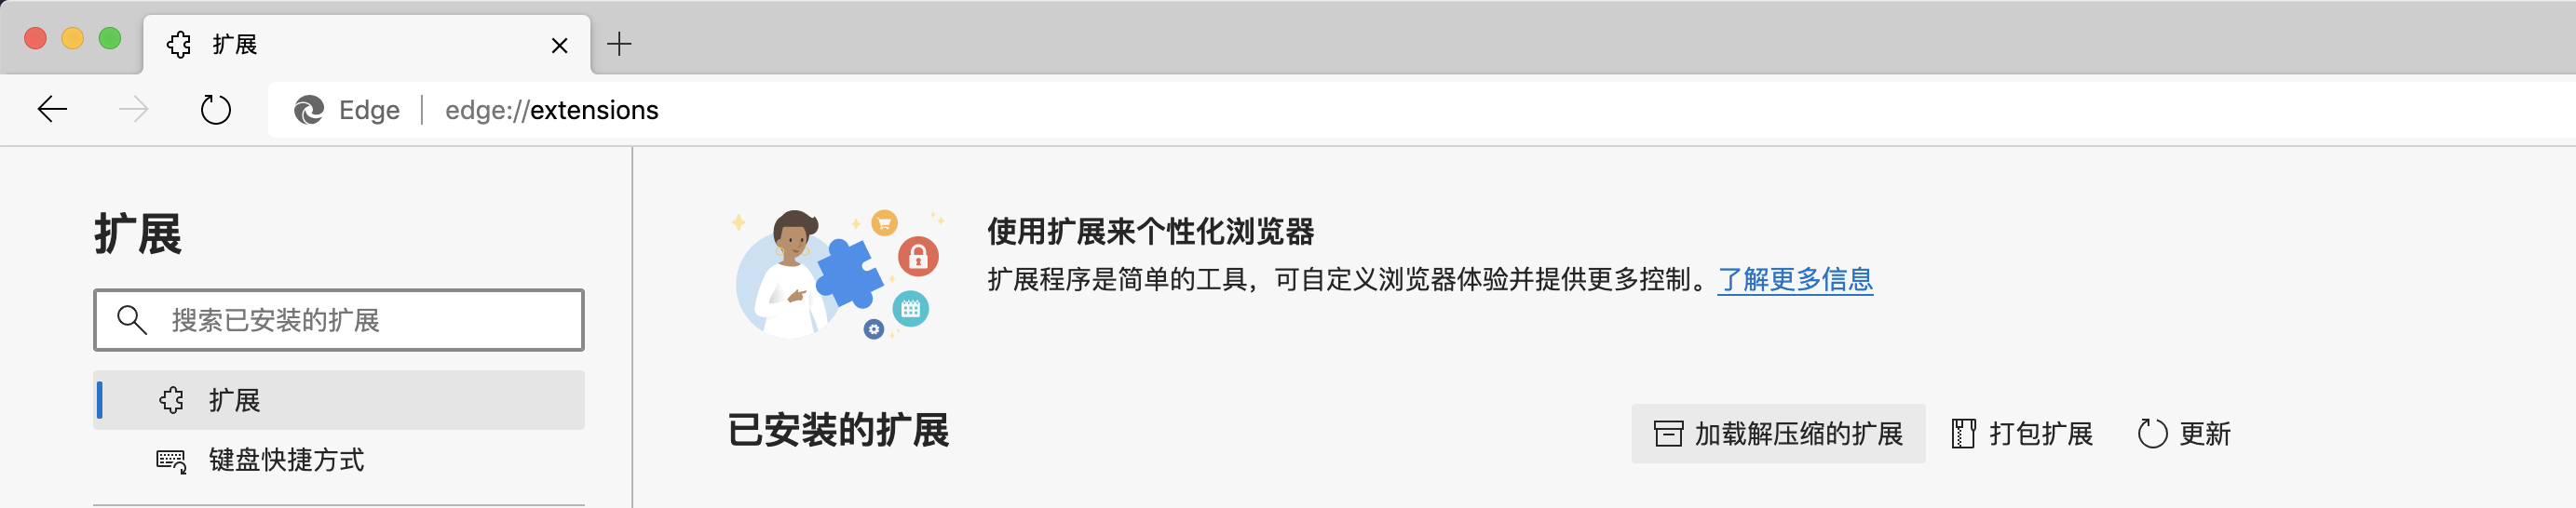 扩展
Edge | edge://extensions
扩展
搜索已安装的扩展
扩展
键盘快捷方式
使用扩展来个性化浏览器
扩展程序是简单的工具，可自定义浏览器体验并提供更多控制。了解更多信息
已安装的扩展
加载解压缩的扩展 打包扩展 更新